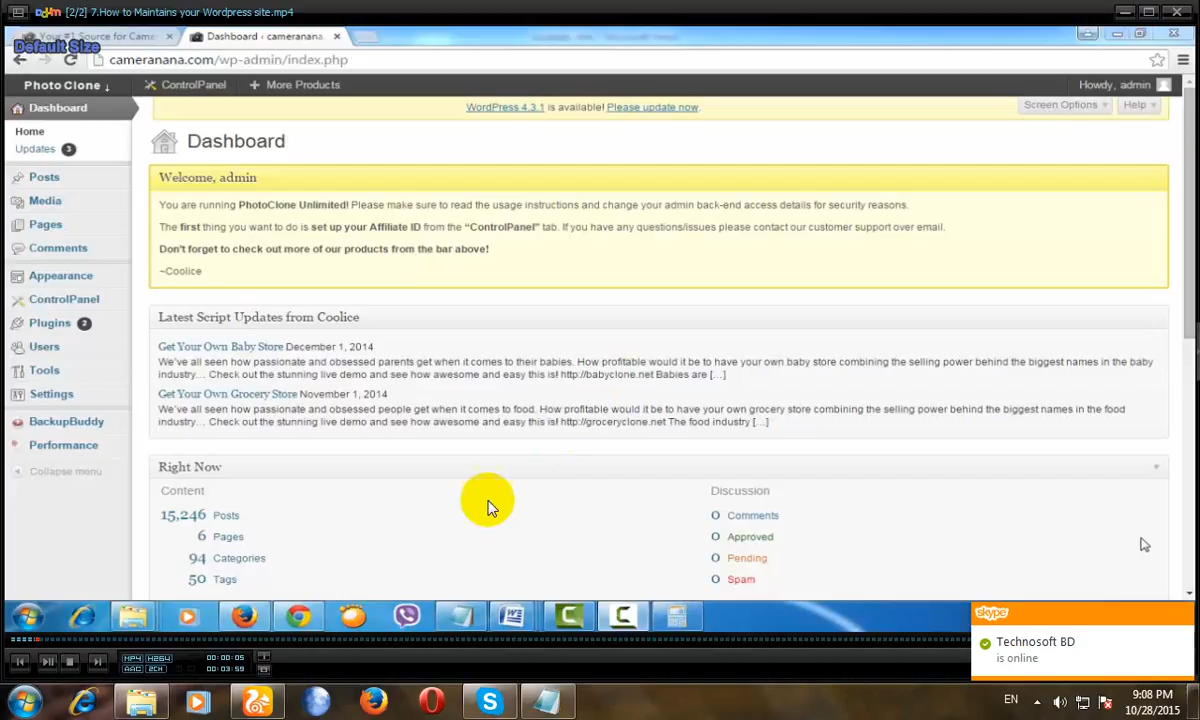 [2/2] 7.How to Maintains your Wordpress site.mp4
Your #1 Source for Came
Dashboard ‹ cameranana.
Default Size
cameranana.com/wp-admin/index.php
PhotoClone ↓
ControlPanel
+ More Products
Howdy, admin
WordPress 4.3.1 is available! Please update now.
Screen Options
Help
Dashboard
Home
Updates 3
Posts
Media
Pages
Comments
Appearance
ControlPanel
Plugins 2
Users
Tools
Settings
BackupBuddy
Performance
Collapse menu
Dashboard
Welcome, admin
You are running PhotoClone Unlimited! Please make sure to read the usage instructions and change your admin back-end access details for security reasons.
The first thing you want to do is set up your Affiliate ID from the “ControlPanel” tab. If you have any questions/issues please contact our customer support over email.
Don't forget to check out more of our products from the bar above!
~Coolice
Latest Script Updates from Coolice
Get Your Own Baby Store December 1, 2014
We've all seen how passionate and obsessed parents get when it comes to their babies. How profitable would it be to have your own baby store combining the selling power behind the biggest names in the baby
industry… Check out the stunning live demo and see how awesome and easy this is! http://babyclone.net Babies are […]
Get Your Own Grocery Store November 1, 2014
We've all seen how passionate and obsessed people get when it comes to food. How profitable would it be to have your own grocery store combining the selling power behind the biggest names in the food
industry… Check out the stunning live demo and see how awesome and easy this is! http://groceryclone.net The food industry […]
Right Now
Content
Discussion
15,246 Posts
0 Comments
6 Pages
0 Approved
94 Categories
0 Pending
50 Tags
0 Spam
skype
Technosoft BD
is online
MP4 H264
AAC 2CH
00:00:05
00:03:59
EN
9:08 PM
10/28/2015